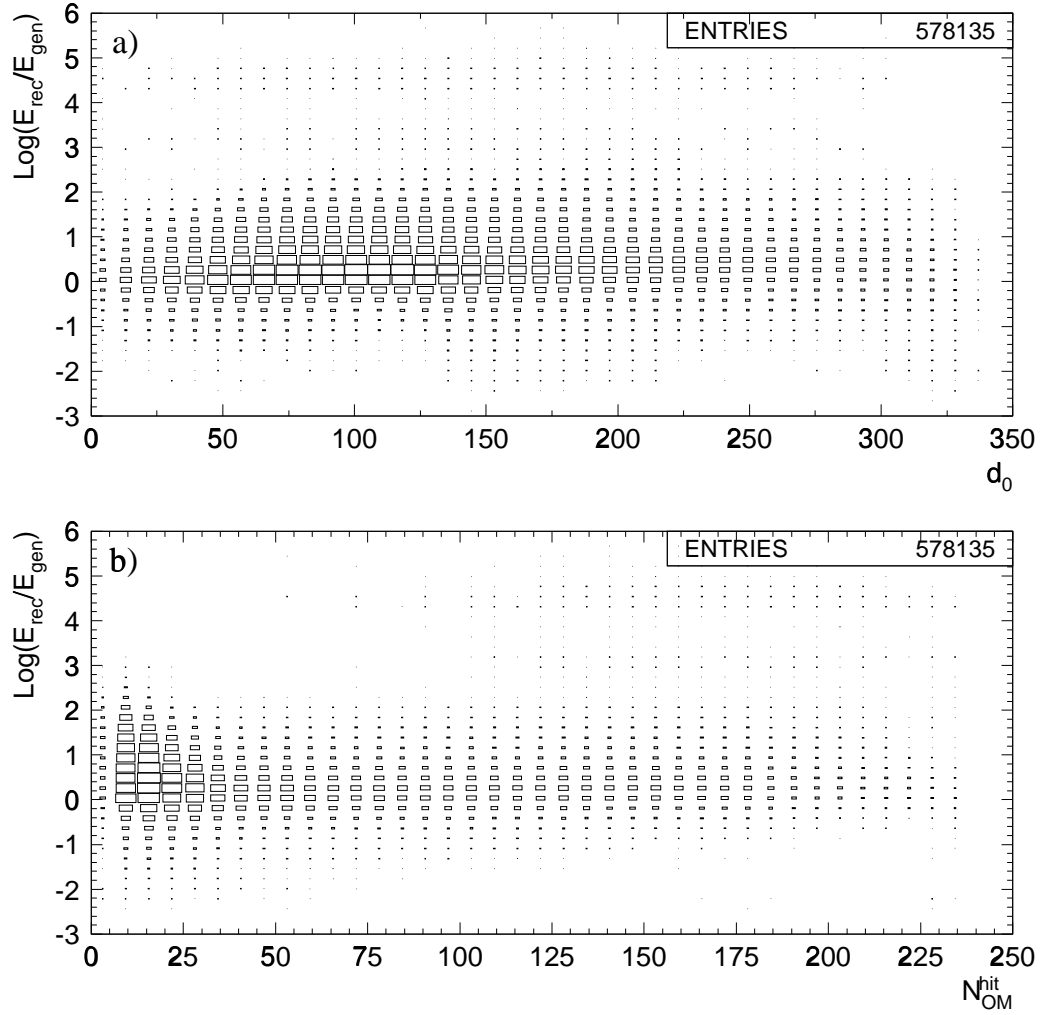 a)
ENTRIES 578135
Log(E_rec/E_gen)
6
5
4
3
2
1
0
-1
-2
-3
0 50 100 150 200 250 300 350
d_0
b)
ENTRIES 578135
Log(E_rec/E_gen)
6
5
4
3
2
1
0
-1
-2
-3
0 25 50 75 100 125 150 175 200 225 250
N_OM^hit